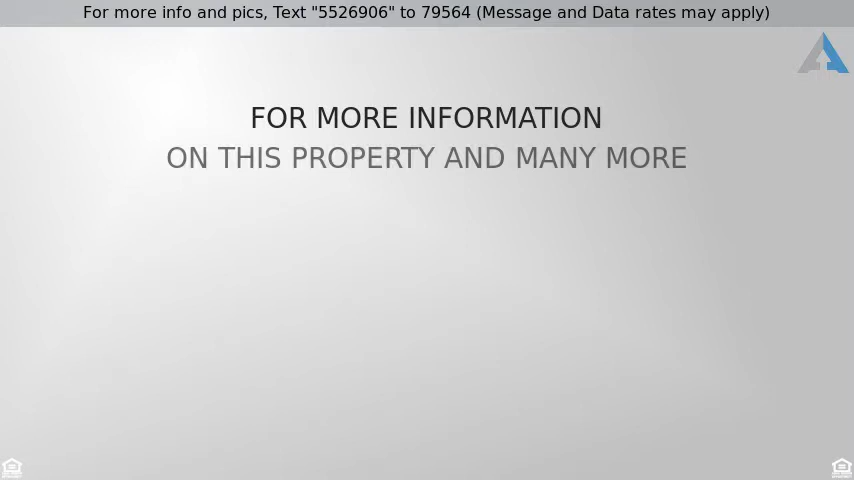 For more info and pics, Text "5526906" to 79564 (Message and Data rates may apply)
FOR MORE INFORMATION
ON THIS PROPERTY AND MANY MORE